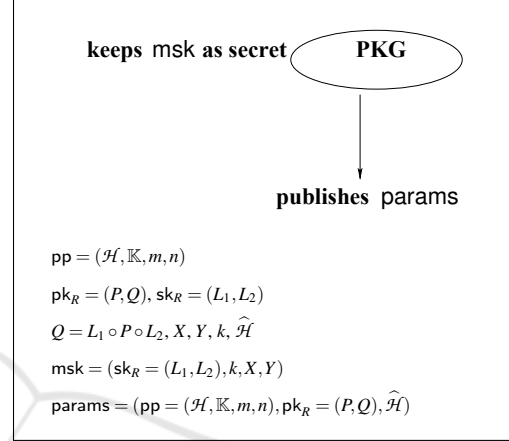 keeps msk as secret PKG
publishes params
pp = (ℋ, 𝕂, m, n)
pk_R = (P, Q), sk_R = (L_1, L_2)
Q = L_1 ∘ P ∘ L_2, X, Y, k, ℋ̂
msk = (sk_R = (L_1, L_2), k, X, Y)
params = (pp = (ℋ, 𝕂, m, n), pk_R = (P, Q), ℋ̂)